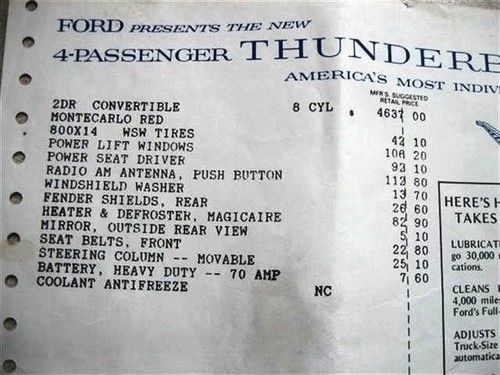 FORD PRESENTS THE NEW
4-PASSENGER THUNDERB
AMERICA'S MOST INDIV
MFR'S. SUGGESTED
RETAIL PRICE
2DR CONVERTIBLE 8 CYL $ 4637 00
MONTECARLO RED
800X14 WSW TIRES 42 10
POWER LIFT WINDOWS 106 20
POWER SEAT DRIVER 92 10
RADIO AM ANTENNA, PUSH BUTTON 112 80
WINDSHIELD WASHER 13 70
FENDER SHIELDS, REAR 26 60
HEATER & DEFROSTER, MAGICAIRE 82 90
MIRROR, OUTSIDE REAR VIEW 5 10
SEAT BELTS, FRONT 22 80
STEERING COLUMN -- MOVABLE 25 10
BATTERY, HEAVY DUTY -- 70 AMP 7 60
COOLANT ANTIFREEZE NC
HERE'S H
TAKES
LUBRICAT
go 30,000
cations.
CLEANS
4,000 mile
Ford's Full-
ADJUSTS
Truck-Size
automatica